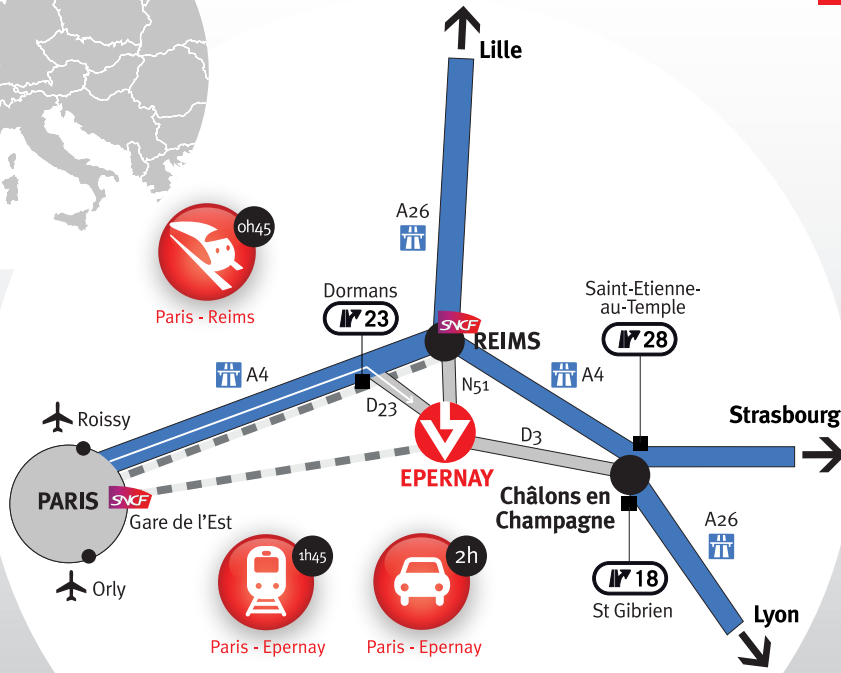 Lille
A26
0h45
Paris - Reims
Dormans
23
SNCF
REIMS
Saint-Etienne-
au-Temple
28
A4
A4
N51
D23
Roissy
D3
Strasbourg
EPERNAY
PARIS
SNCF
Gare de l'Est
Châlons en
Champagne
A26
Orly
1h45
Paris - Epernay
2h
Paris - Epernay
18
St Gibrien
Lyon